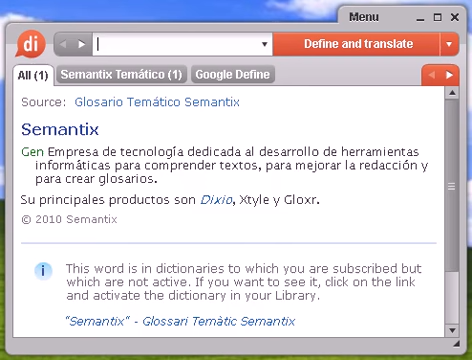 Menu
di
Define and translate
All (1)
Semantix Temático (1)
Google Define
Source: Glosario Temático Semantix
Semantix
Gen Empresa de tecnología dedicada al desarrollo de herramientas
informáticas para comprender textos, para mejorar la redacción y
para crear glosarios.
Su principales productos son Dixio, Xtyle y Gloxr.
© 2010 Semantix
i
This word is in dictionaries to which you are subscribed but
which are not active. If you want to see it, click on the link
and activate the dictionary in your Library.
"Semantix" - Glossari Temàtic Semantix